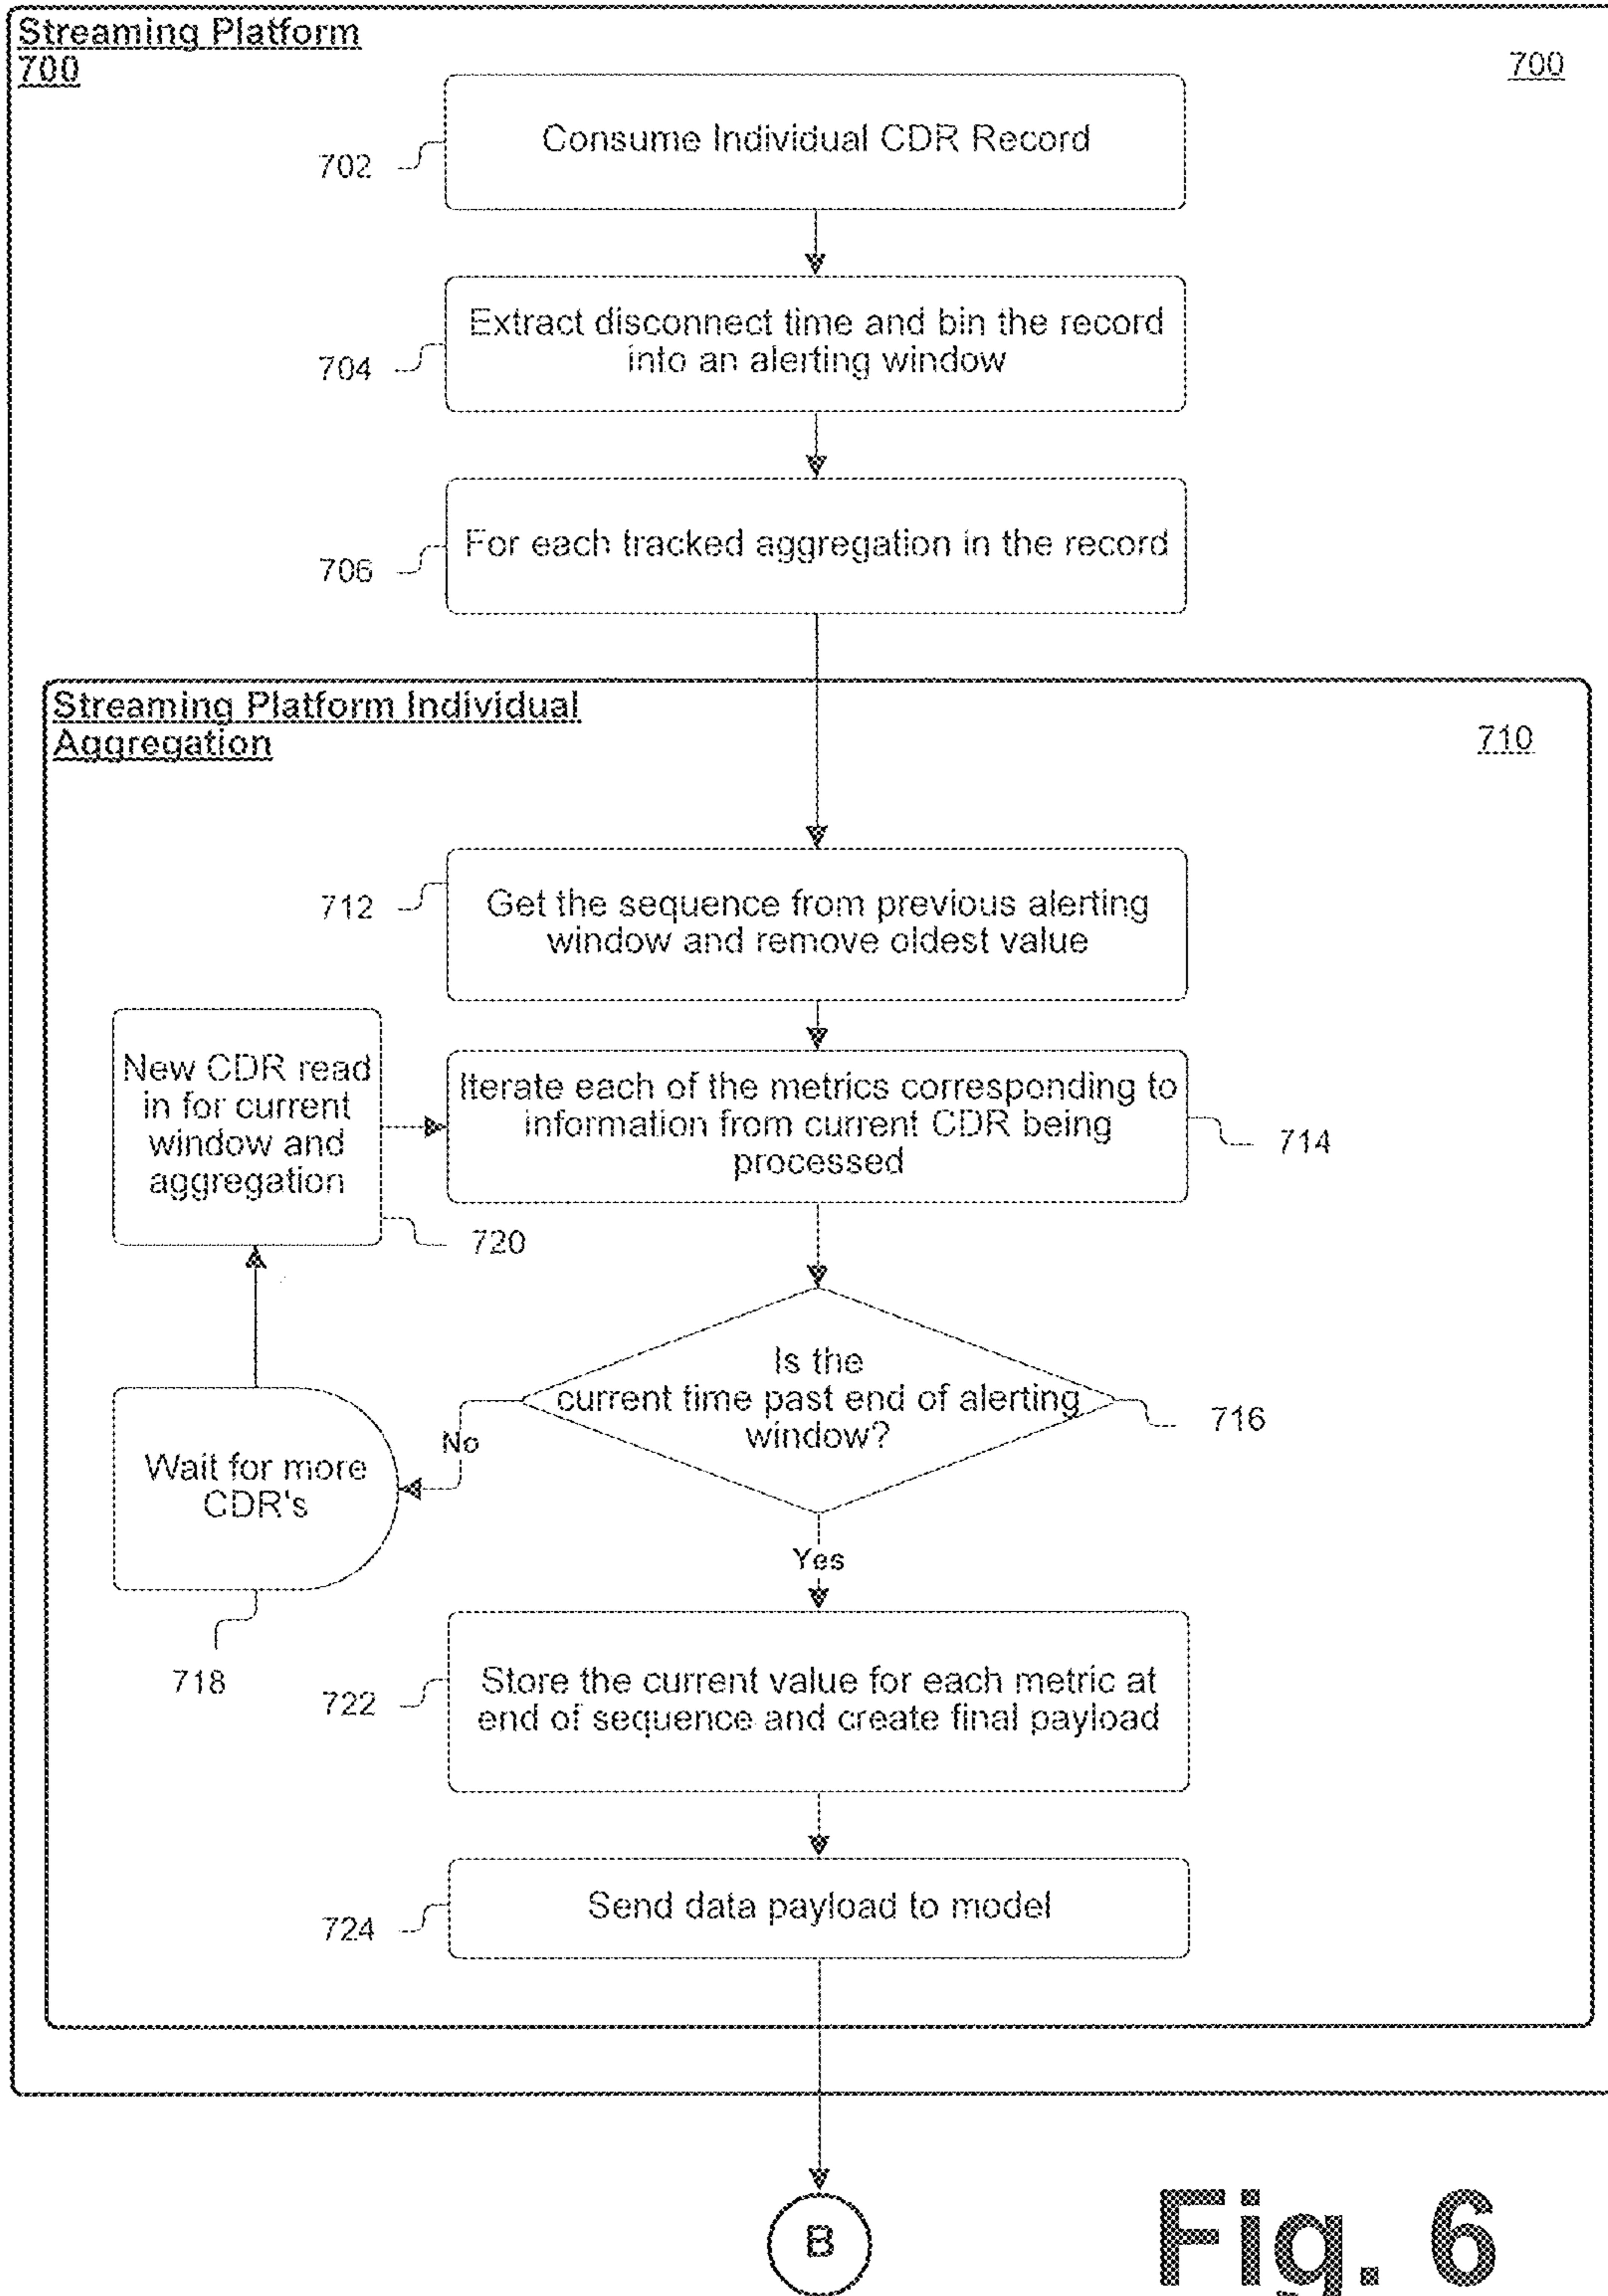 Streaming Platform
700
700
Consume Individual CDR Record
702
Extract disconnect time and bin the record
into an alerting window
704
For each tracked aggregation in the record
706
Streaming Platform Individual
Aggregation
710
Get the sequence from previous alerting
window and remove oldest value
712
New CDR read
in for current
window and
aggregation
720
Iterate each of the metrics corresponding to
information from current CDR being
processed
714
Is the
current time past end of alerting
window?
716
No
Wait for more
CDR's
718
Yes
Store the current value for each metric at
end of sequence and create final payload
722
Send data payload to model
724
B
Fig. 6